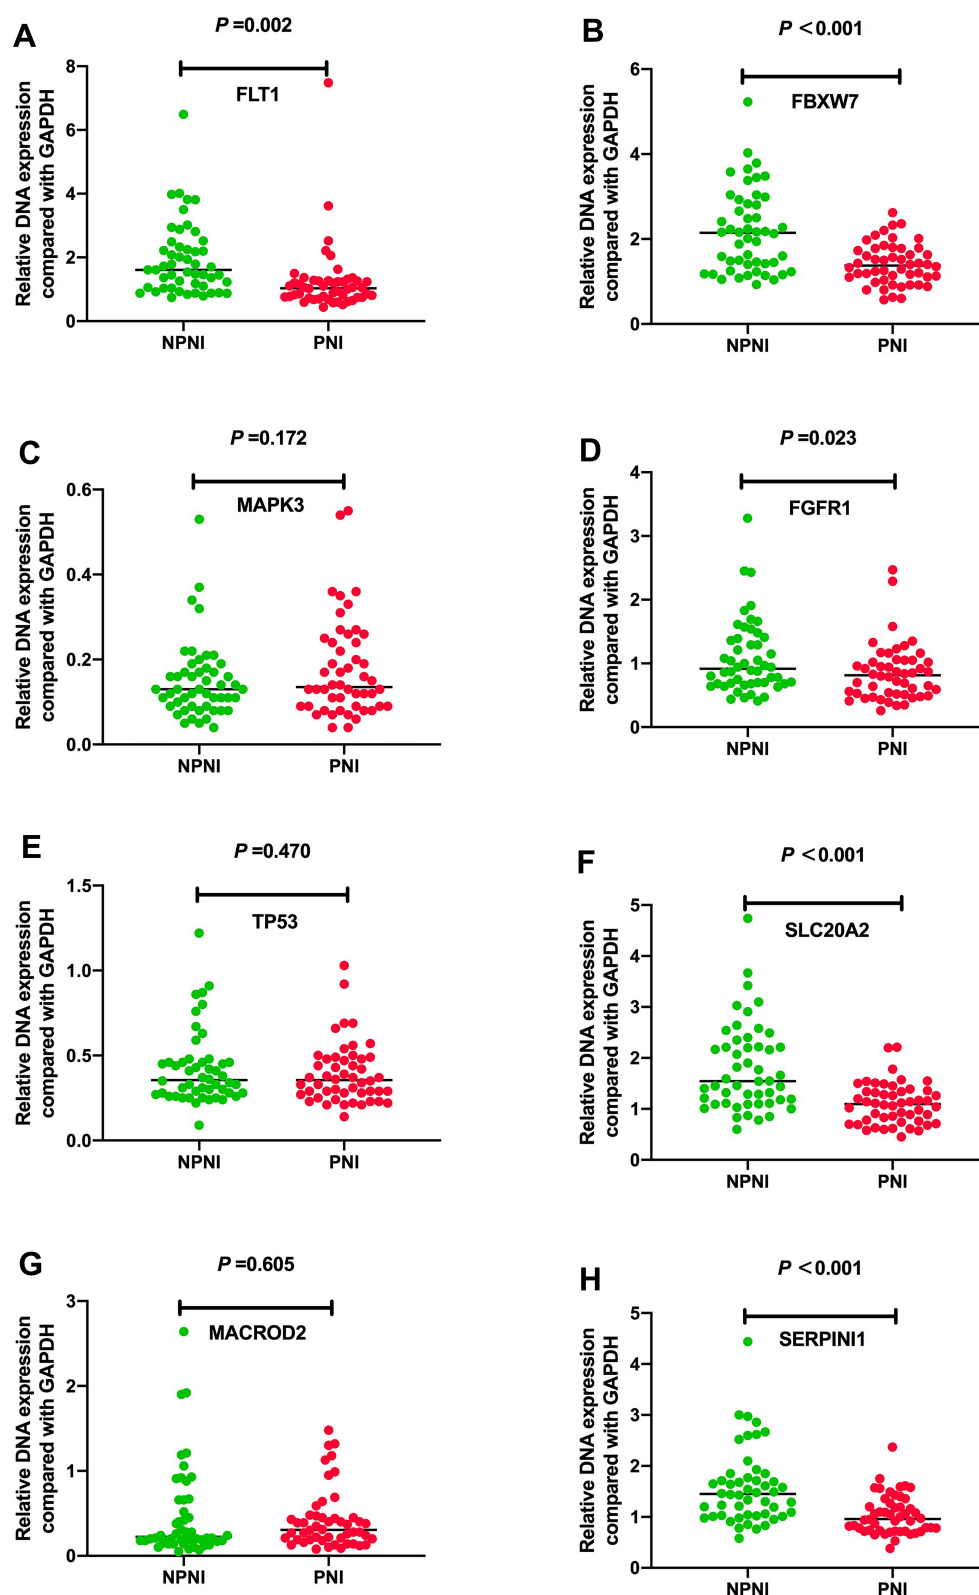 A
P =0.002
FLT1
Relative DNA expression
compared with GAPDH
8
6
4
2
0
NPNI
PNI
B
P <0.001
FBXW7
Relative DNA expression
compared with GAPDH
6
4
2
0
NPNI
PNI
C
P =0.172
MAPK3
Relative DNA expression
compared with GAPDH
0.6
0.4
0.2
0.0
NPNI
PNI
D
P =0.023
FGFR1
Relative DNA expression
compared with GAPDH
4
3
2
1
0
NPNI
PNI
E
P =0.470
TP53
Relative DNA expression
compared with GAPDH
1.5
1.0
0.5
0.0
NPNI
PNI
F
P <0.001
SLC20A2
Relative DNA expression
compared with GAPDH
5
4
3
2
1
0
NPNI
PNI
G
P =0.605
MACROD2
Relative DNA expression
compared with GAPDH
3
2
1
0
NPNI
PNI
H
P <0.001
SERPINI1
Relative DNA expression
compared with GAPDH
5
4
3
2
1
0
NPNI
PNI